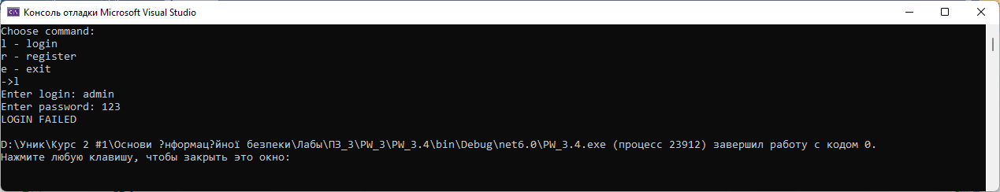 Консоль отладки Microsoft Visual Studio
Choose command:
l - login
r - register
e - exit
->l
Enter login: admin
Enter password: 123
LOGIN FAILED
D:\Уник\Курс 2 #1\Основи ?нформац?йної безпеки\Лабы\ПЗ_3\PW_3\PW_3.4\bin\Debug\net6.0\PW_3.4.exe (процесс 23912) завершил работу с кодом 0.
Нажмите любую клавишу, чтобы закрыть это окно: